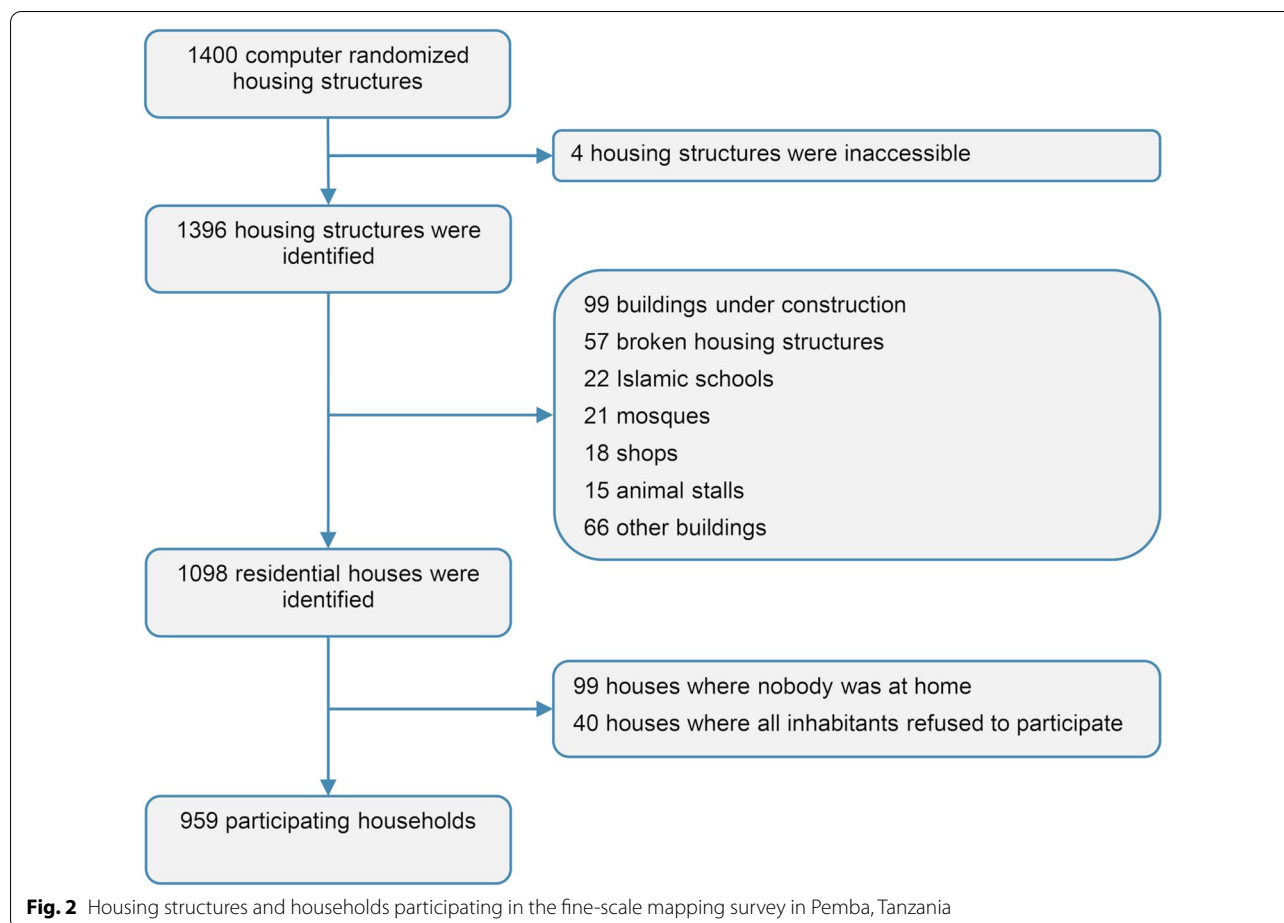 1400 computer randomized
housing structures
4 housing structures were inaccessible
1396 housing structures were
identified
99 buildings under construction
57 broken housing structures
22 Islamic schools
21 mosques
18 shops
15 animal stalls
66 other buildings
1098 residential houses were
identified
99 houses where nobody was at home
40 houses where all inhabitants refused to participate
959 participating households
Fig. 2 Housing structures and households participating in the fine-scale mapping survey in Pemba, Tanzania